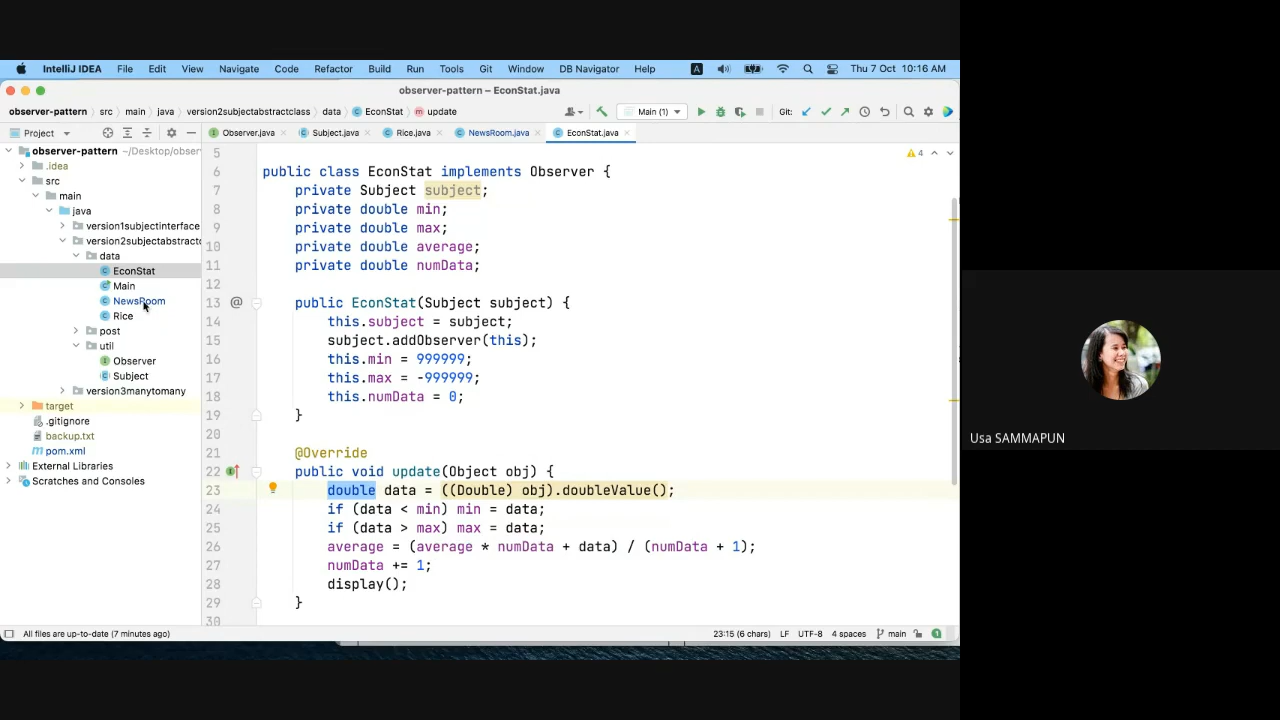 IntelliJ IDEA File Edit View Navigate Code Refactor Build Run Tools Git Window DB Navigator Help A Thu 7 Oct 10:16 AM
observer-pattern – EconStat.java
observer-pattern src main java version2subjectabstractclass data EconStat update Main (1) Git:
Project Observer.java Subject.java Rice.java NewsRoom.java EconStat.java
observer-pattern ~/Desktop/obser
.idea
src
main
java
version1subjectinterface
version2subjectabstract
data
EconStat
Main
NewsRoom
Rice
post
util
Observer
Subject
version3manytomany
target
.gitignore
backup.txt
pom.xml
External Libraries
Scratches and Consoles
4
5
6 public class EconStat implements Observer {
7 private Subject subject;
8 private double min;
9 private double max;
10 private double average;
11 private double numData;
12
13 @ public EconStat(Subject subject) {
14 this.subject = subject;
15 subject.addObserver(this);
16 this.min = 999999;
17 this.max = -999999;
18 this.numData = 0;
19 }
20
21 @Override
22 public void update(Object obj) {
23 double data = ((Double) obj).doubleValue();
24 if (data < min) min = data;
25 if (data > max) max = data;
26 average = (average * numData + data) / (numData + 1);
27 numData += 1;
28 display();
29 }
30
All files are up-to-date (7 minutes ago) 23:15 (6 chars) LF UTF-8 4 spaces main
Usa SAMMAPUN